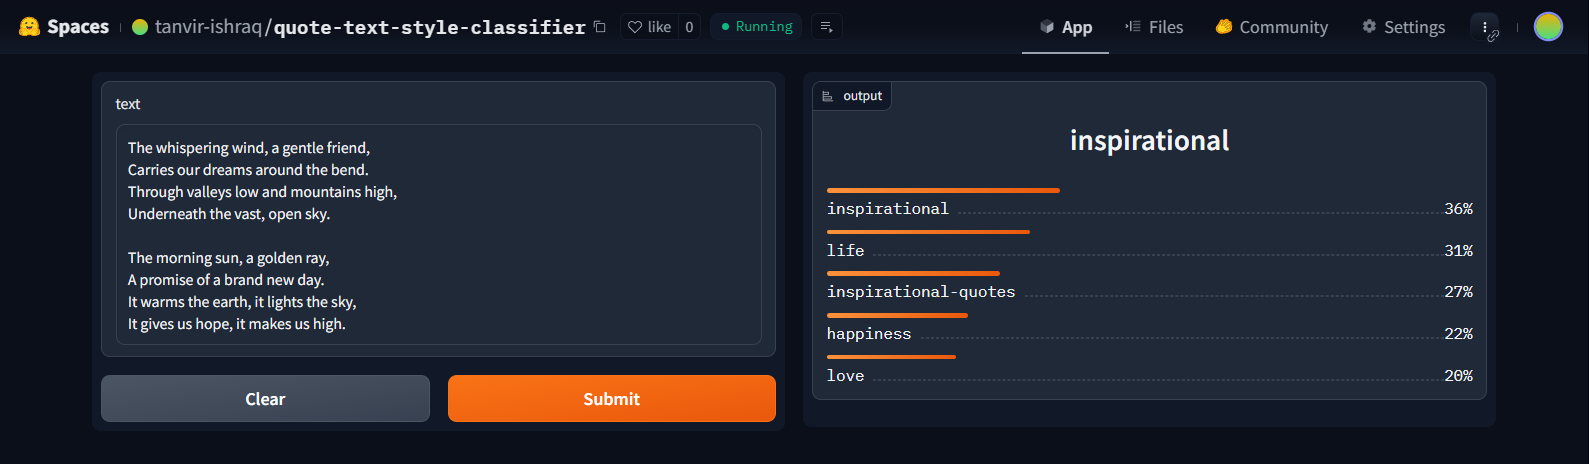 Spaces
tanvir-ishraq/quote-text-style-classifier
like 0
Running
App
Files
Community
Settings
text
The whispering wind, a gentle friend,
Carries our dreams around the bend.
Through valleys low and mountains high,
Underneath the vast, open sky.
The morning sun, a golden ray,
A promise of a brand new day.
It warms the earth, it lights the sky,
It gives us hope, it makes us high.
Clear
Submit
output
inspirational
inspirational 36%
life 31%
inspirational-quotes 27%
happiness 22%
love 20%